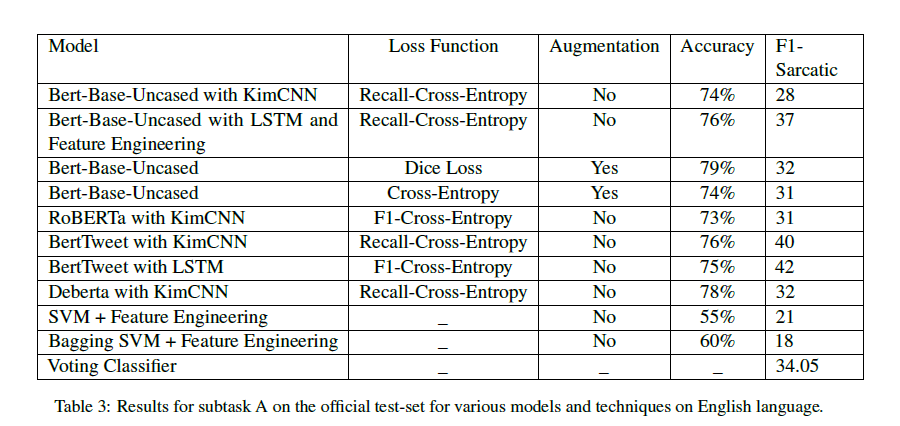 Model Loss Function Augmentation Accuracy F1-
Sarcatic
Bert-Base-Uncased with KimCNN Recall-Cross-Entropy No 74% 28
Bert-Base-Uncased with LSTM and Recall-Cross-Entropy No 76% 37
Feature Engineering
Bert-Base-Uncased Dice Loss Yes 79% 32
Bert-Base-Uncased Cross-Entropy Yes 74% 31
RoBERTa with KimCNN F1-Cross-Entropy No 73% 31
BertTweet with KimCNN Recall-Cross-Entropy No 76% 40
BertTweet with LSTM F1-Cross-Entropy No 75% 42
Deberta with KimCNN Recall-Cross-Entropy No 78% 32
SVM + Feature Engineering _ No 55% 21
Bagging SVM + Feature Engineering _ No 60% 18
Voting Classifier _ _ _ 34.05
Table 3: Results for subtask A on the official test-set for various models and techniques on English language.